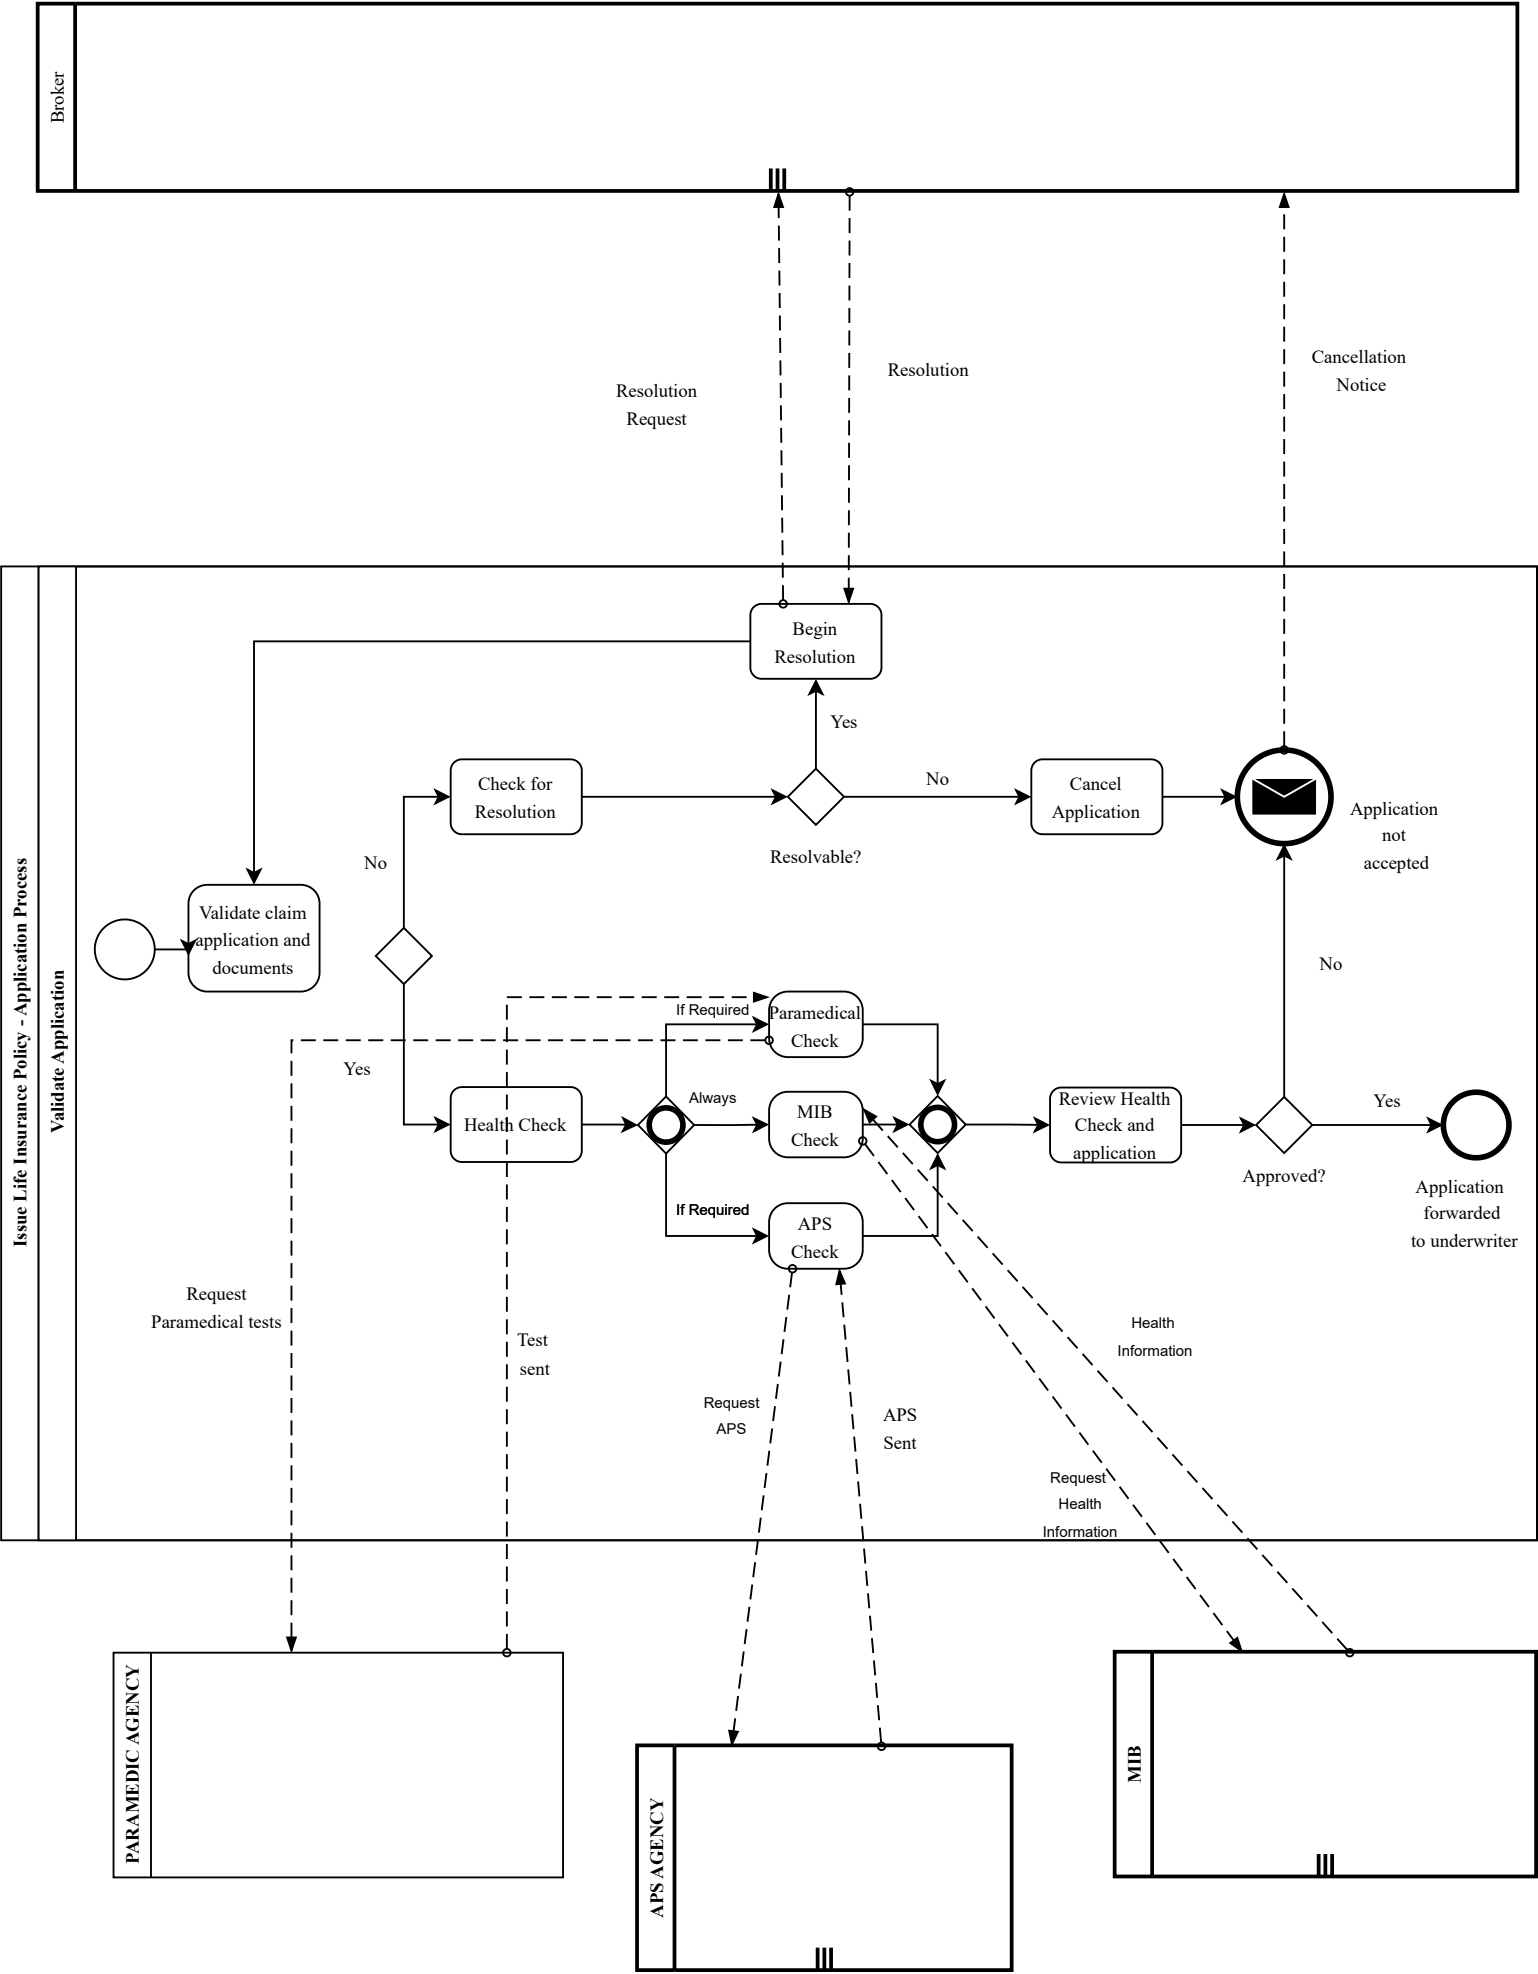 Broker
Resolution
Request
Resolution
Cancellation
Notice
Issue Life Insurance Policy - Application Process
Validate Application
Begin
Resolution
Yes
Check for
Resolution
No
Cancel
Application
Application
not
accepted
Resolvable?
No
Validate claim
application and
documents
No
If Required
Paramedical
Check
Yes
Always
Health Check
MIB
Check
Review Health
Check and
application
Yes
Approved?
If Required
APS
Check
Application
forwarded
to underwriter
Request
Paramedical tests
Test
sent
Health
Information
Request
APS
APS
Sent
Request
Health
Information
PARAMEDIC AGENCY
APS AGENCY
MIB